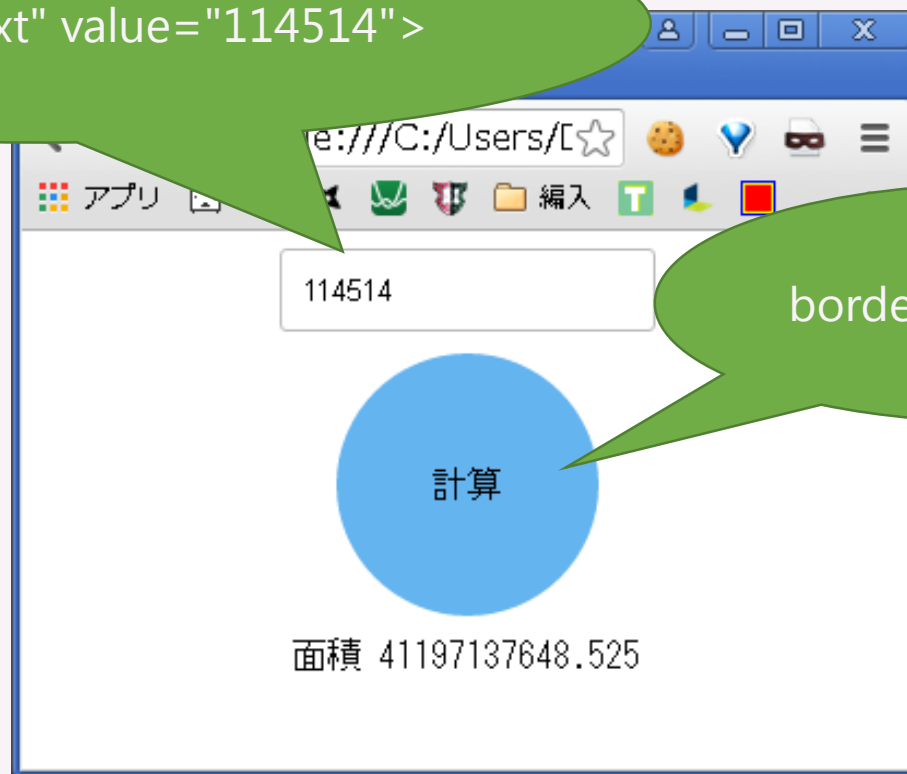 xt" value="114514">
e:///C:/Users/D
アプリ
編入
T
114514
borde
計算
面積 41197137648.525